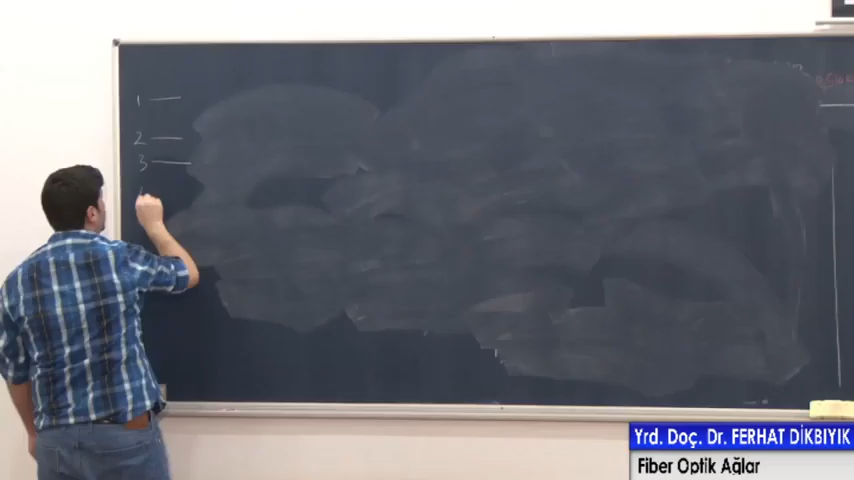 1 —
2 —
3 —
Yrd. Doç. Dr. FERHAT DİKBIYIK
Fiber Optik Ağlar